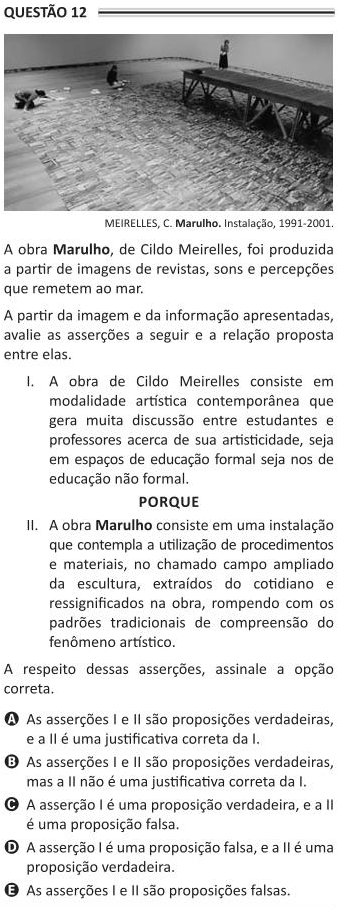 QUESTÃO 12
MEIRELLES, C. Marulho. Instalação, 1991-2001.
A obra Marulho, de Cildo Meirelles, foi produzida
a partir de imagens de revistas, sons e percepções
que remetem ao mar.
A partir da imagem e da informação apresentadas,
avalie as asserções a seguir e a relação proposta
entre elas.
I. A obra de Cildo Meirelles consiste em
modalidade artística contemporânea que
gera muita discussão entre estudantes e
professores acerca de sua artisticidade, seja
em espaços de educação formal seja nos de
educação não formal.
PORQUE
II. A obra Marulho consiste em uma instalação
que contempla a utilização de procedimentos
e materiais, no chamado campo ampliado
da escultura, extraídos do cotidiano e
ressignificados na obra, rompendo com os
padrões tradicionais de compreensão do
fenômeno artístico.
A respeito dessas asserções, assinale a opção
correta.
A As asserções I e II são proposições verdadeiras,
e a II é uma justificativa correta da I.
B As asserções I e II são proposições verdadeiras,
mas a II não é uma justificativa correta da I.
C A asserção I é uma proposição verdadeira, e a II
é uma proposição falsa.
D A asserção I é uma proposição falsa, e a II é uma
proposição verdadeira.
E As asserções I e II são proposições falsas.